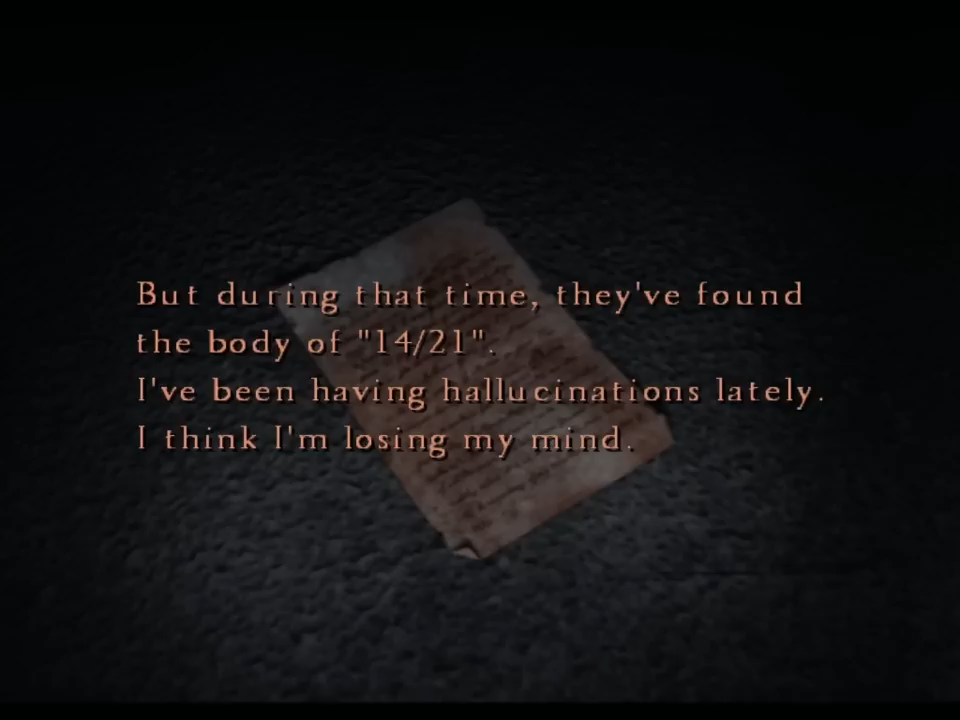 But during that time, they've found
the body of "14/21".
I've been having hallucinations lately.
I think I'm losing my mind.